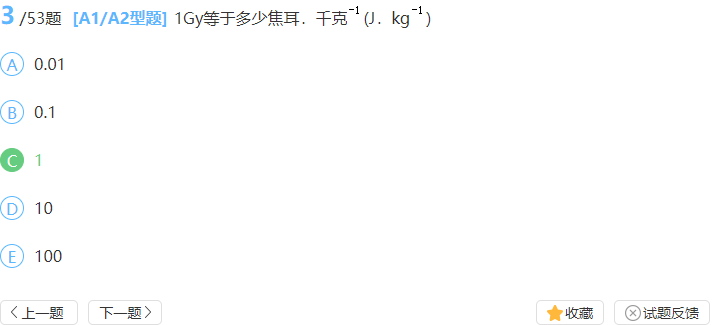 3 /53题 [A1/A2型题] 1Gy等于多少焦耳．千克⁻¹(J．kg⁻¹)
A 0.01
B 0.1
C 1
D 10
E 100
上一题 下一题 收藏 试题反馈